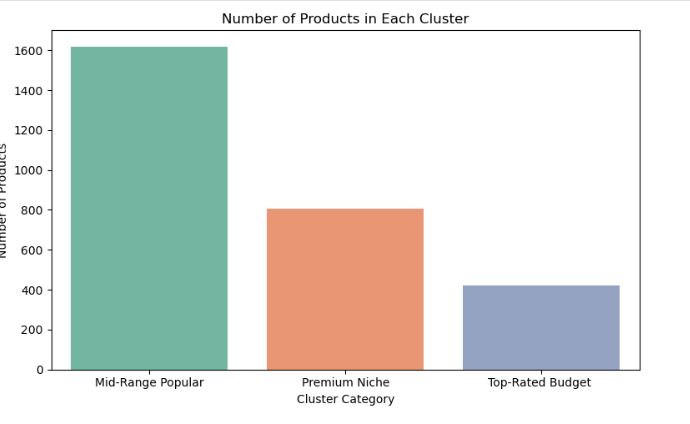 Number of Products in Each Cluster
Number of Products
1600
1400
1200
1000
800
600
400
200
0
Mid-Range Popular Premium Niche Top-Rated Budget
Cluster Category